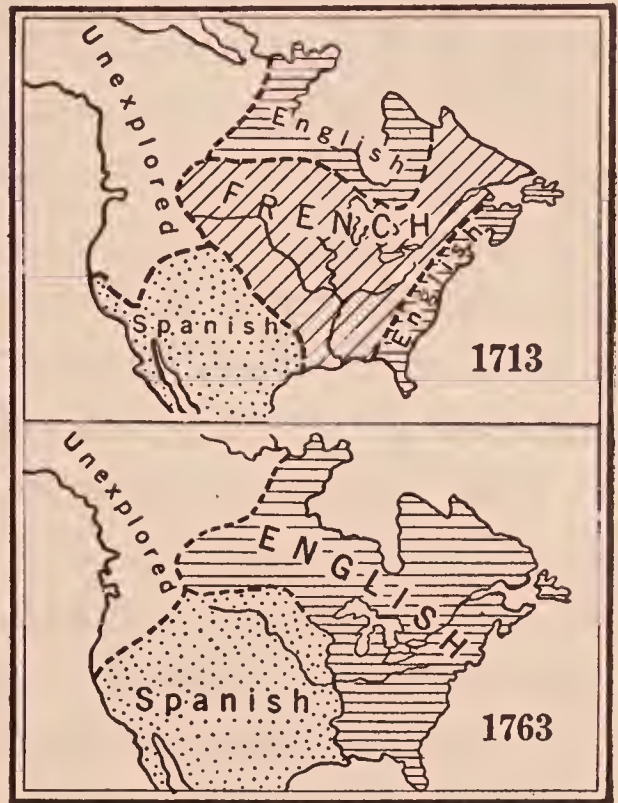 Unexplored
English
FRENCH
English
Spanish
1713
Unexplored
ENGLISH
Spanish
1763